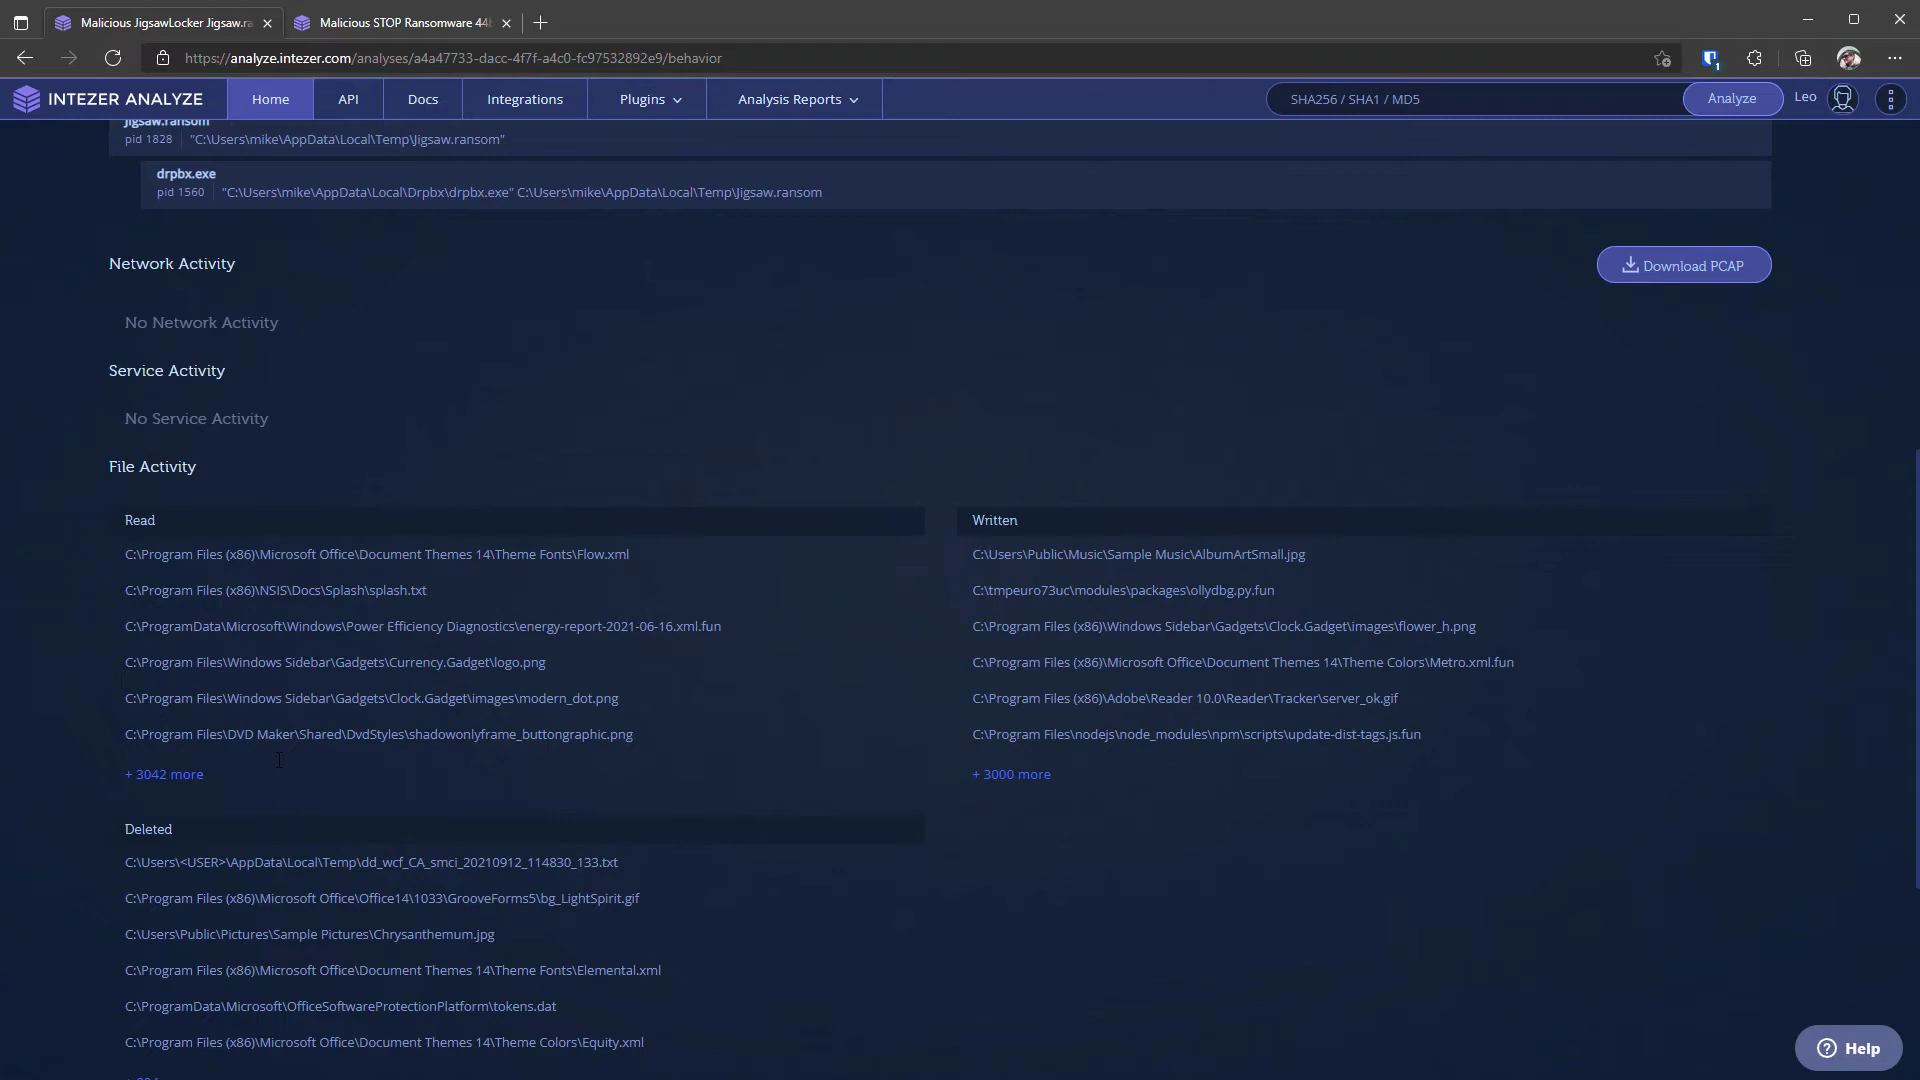 Malicious JigsawLocker Jigsaw.ra
Malicious STOP Ransomware 44
https://analyze.intezer.com/analyses/a4a47733-dacc-4f7f-a4c0-fc97532892e9/behavior
1
INTEZER ANALYZE
Home
API
Docs
Integrations
Plugins
Analysis Reports
SHA256 / SHA1 / MD5
Analyze
Leo
Jigsaw.ransom
pid 1828 "C:\Users\mike\AppData\Local\Temp\Jigsaw.ransom"
drpbx.exe
pid 1560 "C:\Users\mike\AppData\Local\Drpbx\drpbx.exe" C:\Users\mike\AppData\Local\Temp\Jigsaw.ransom
Network Activity
Download PCAP
No Network Activity
Service Activity
No Service Activity
File Activity
Read
C:\Program Files (x86)\Microsoft Office\Document Themes 14\Theme Fonts\Flow.xml
C:\Program Files (x86)\NSIS\Docs\Splash\splash.txt
C:\ProgramData\Microsoft\Windows\Power Efficiency Diagnostics\energy-report-2021-06-16.xml.fun
C:\Program Files\Windows Sidebar\Gadgets\Currency.Gadget\logo.png
C:\Program Files\Windows Sidebar\Gadgets\Clock.Gadget\images\modern_dot.png
C:\Program Files\DVD Maker\Shared\DvdStyles\shadowonlyframe_buttongraphic.png
+ 3042 more
Written
C:\Users\Public\Music\Sample Music\AlbumArtSmall.jpg
C:\tmpeuro73uc\modules\packages\ollydbg.py.fun
C:\Program Files (x86)\Windows Sidebar\Gadgets\Clock.Gadget\images\flower_h.png
C:\Program Files (x86)\Microsoft Office\Document Themes 14\Theme Colors\Metro.xml.fun
C:\Program Files (x86)\Adobe\Reader 10.0\Reader\Tracker\server_ok.gif
C:\Program Files\nodejs\node_modules\npm\scripts\update-dist-tags.js.fun
+ 3000 more
Deleted
C:\Users\<USER>\AppData\Local\Temp\dd_wcf_CA_smci_20210912_114830_133.txt
C:\Program Files (x86)\Microsoft Office\Office14\1033\GrooveForms5\bg_LightSpirit.gif
C:\Users\Public\Pictures\Sample Pictures\Chrysanthemum.jpg
C:\Program Files (x86)\Microsoft Office\Document Themes 14\Theme Fonts\Elemental.xml
C:\ProgramData\Microsoft\OfficeSoftwareProtectionPlatform\tokens.dat
C:\Program Files (x86)\Microsoft Office\Document Themes 14\Theme Colors\Equity.xml
Help